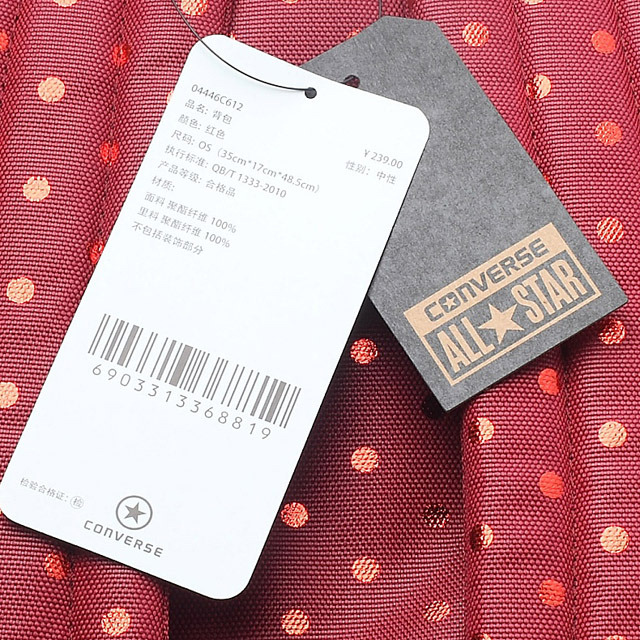 04446C612
品名: 背包
颜色: 红色
¥239.00
尺码: OS（35cm*17cm*48.5cm）
性别: 中性
执行标准: QB/T 1333-2010
产品等级: 合格品
材质:
面料 聚酯纤维 100%
里料 聚酯纤维 100%
不包括装饰部分
6903313368819
检验合格证: 检
CONVERSE
CONVERSE
ALL STAR